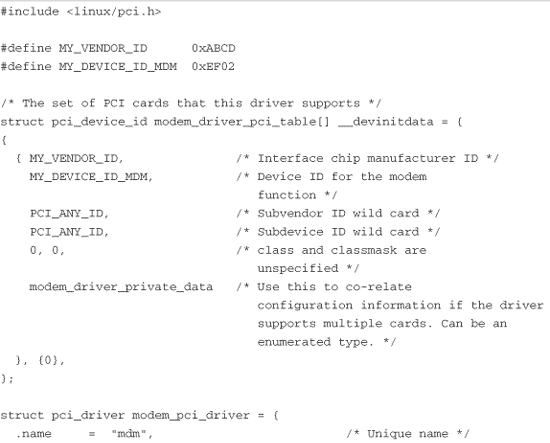 #include <linux/pci.h>
#define MY_VENDOR_ID 0xABCD
#define MY_DEVICE_ID_MDM 0xEF02
/* The set of PCI cards that this driver supports */
struct pci_device_id modem_driver_pci_table[] __devinitdata = {
{
{ MY_VENDOR_ID, /* Interface chip manufacturer ID */
MY_DEVICE_ID_MDM, /* Device ID for the modem
function */
PCI_ANY_ID, /* Subvendor ID wild card */
PCI_ANY_ID, /* Subdevice ID wild card */
0, 0, /* class and classmask are
unspecified */
modem_driver_private_data /* Use this to co-relate
configuration information if the driver
supports multiple cards. Can be an
enumerated type. */
}, {0},
};
struct pci_driver modem_pci_driver = {
.name = "mdm", /* Unique name */